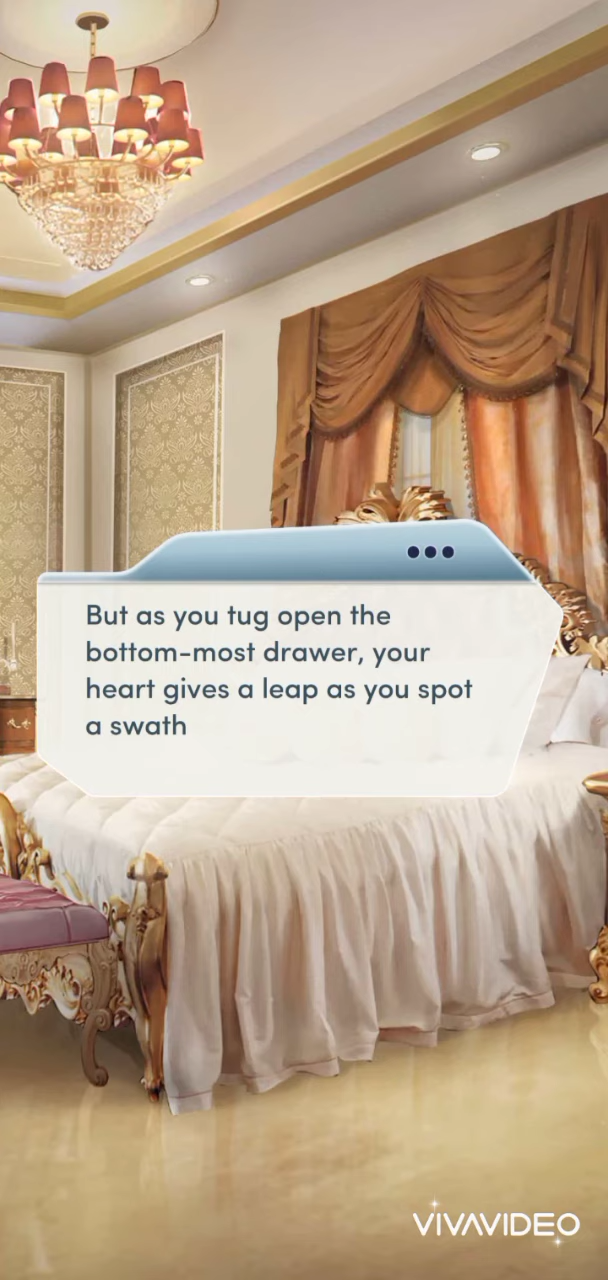 But as you tug open the
bottom-most drawer, your
heart gives a leap as you spot
a swath
VIVAVIDEO